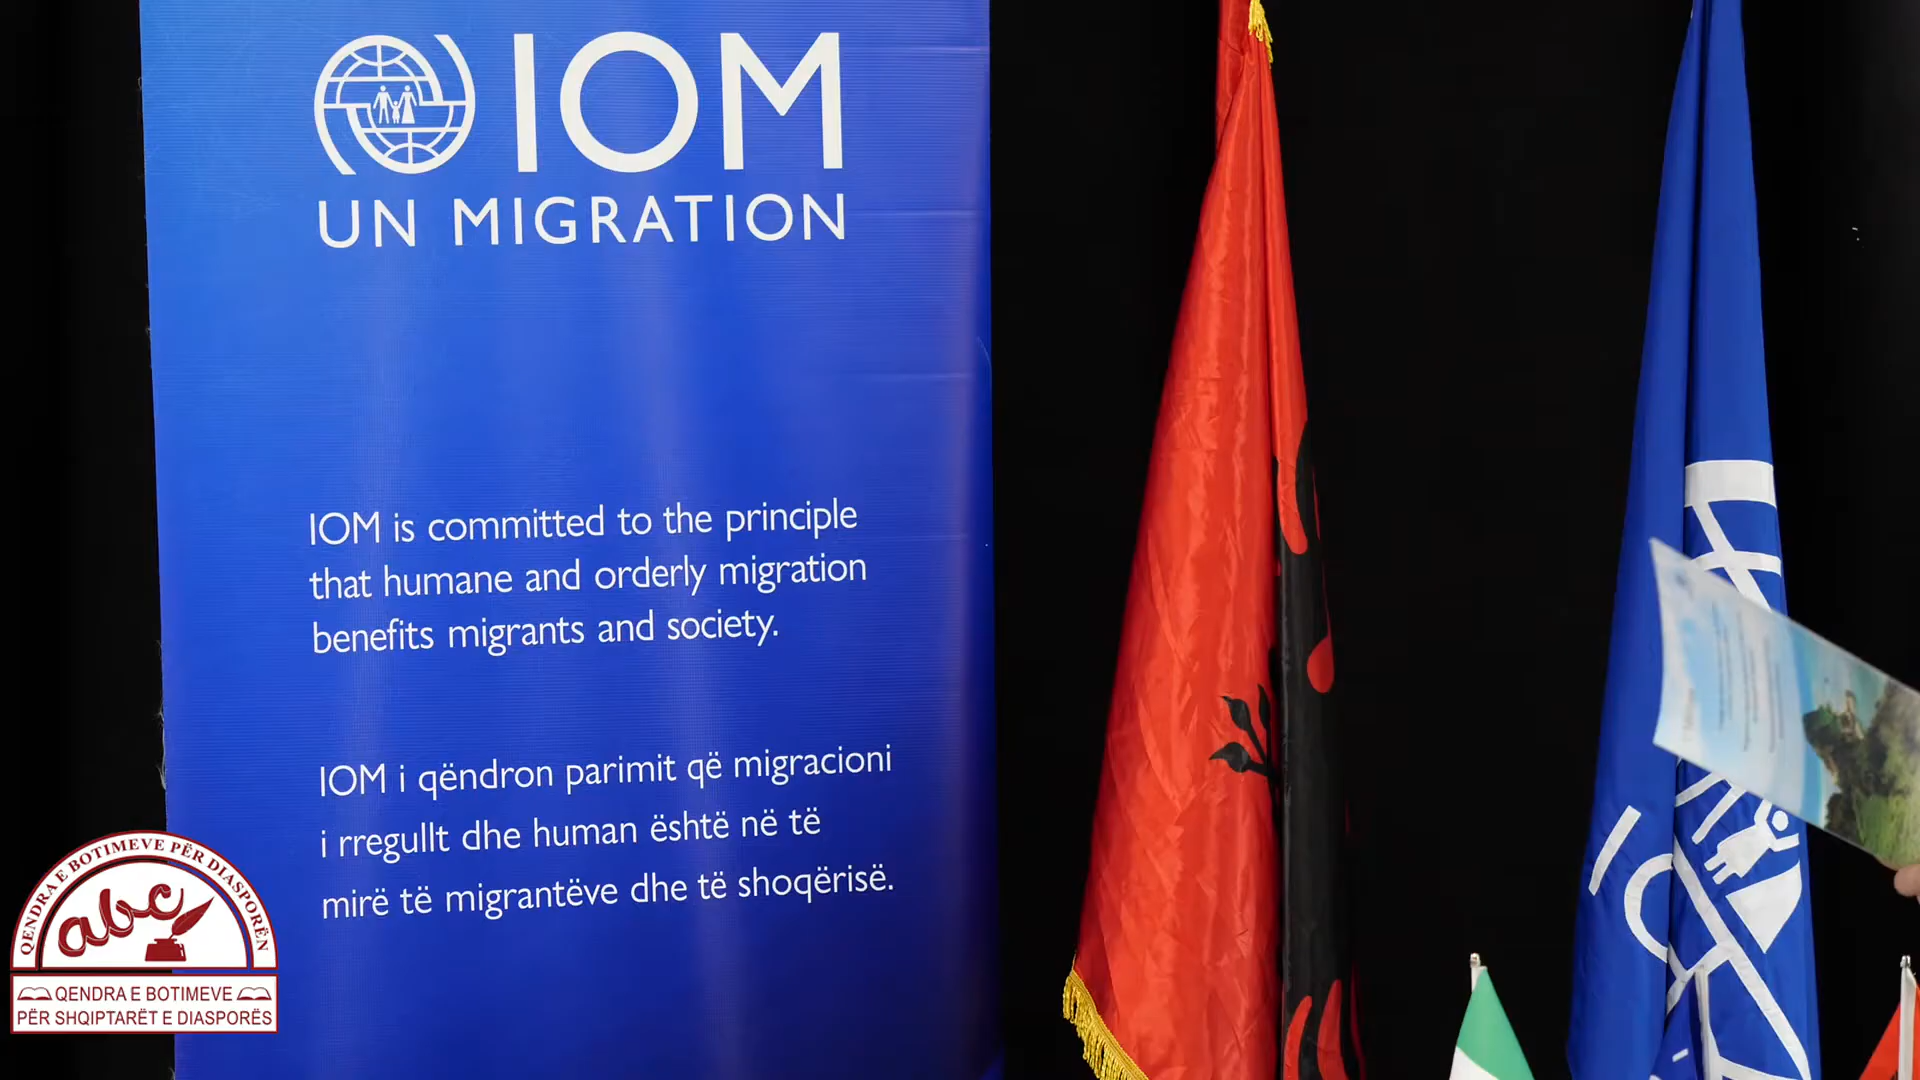 IOM
UN MIGRATION
IOM is committed to the principle
that humane and orderly migration
benefits migrants and society.
IOM i qëndron parimit që migracioni
i rregullt dhe human është në të
mirë të migrantëve dhe të shoqërisë.
QENDRA E BOTIMEVE PËR DIASPORËN
abc
QENDRA E BOTIMEVE
PËR SHQIPTARËT E DIASPORËS